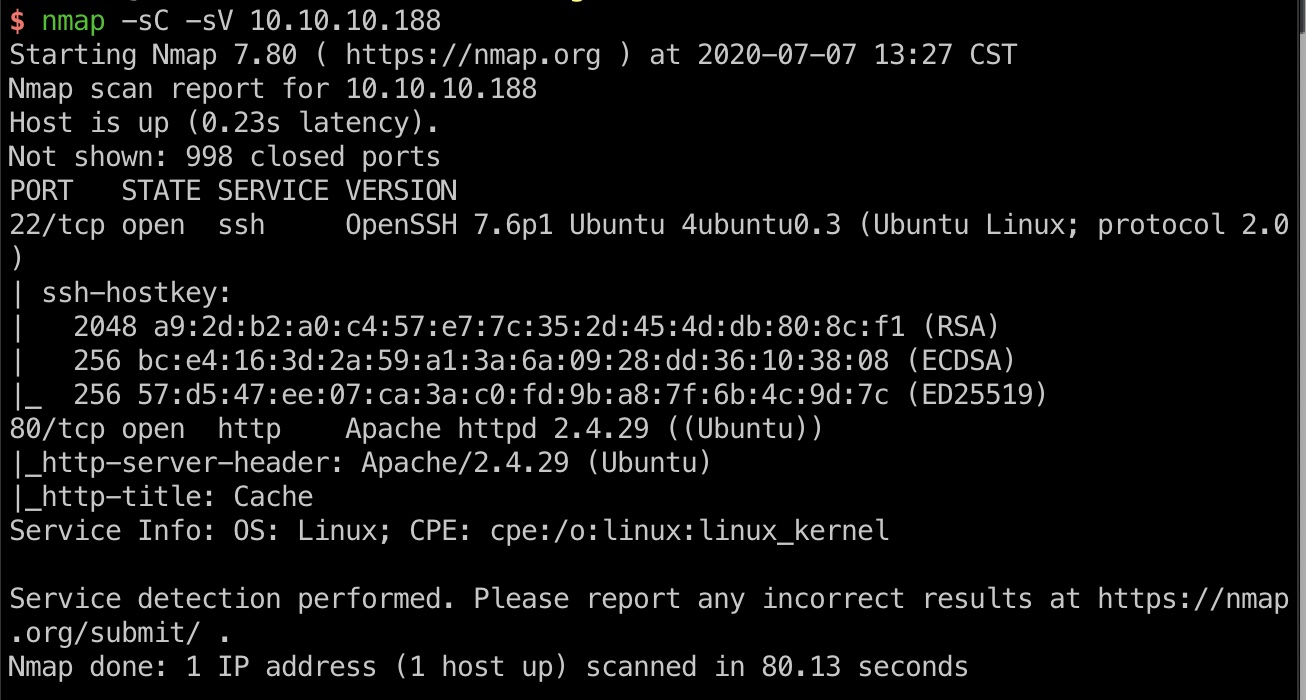 $ nmap -sC -sV 10.10.10.188
Starting Nmap 7.80 ( https://nmap.org ) at 2020-07-07 13:27 CST
Nmap scan report for 10.10.10.188
Host is up (0.23s latency).
Not shown: 998 closed ports
PORT   STATE SERVICE VERSION
22/tcp open  ssh     OpenSSH 7.6p1 Ubuntu 4ubuntu0.3 (Ubuntu Linux; protocol 2.0
)
| ssh-hostkey:
|   2048 a9:2d:b2:a0:c4:57:e7:7c:35:2d:45:4d:db:80:8c:f1 (RSA)
|   256 bc:e4:16:3d:2a:59:a1:3a:6a:09:28:dd:36:10:38:08 (ECDSA)
|_  256 57:d5:47:ee:07:ca:3a:c0:fd:9b:a8:7f:6b:4c:9d:7c (ED25519)
80/tcp open  http    Apache httpd 2.4.29 ((Ubuntu))
|_http-server-header: Apache/2.4.29 (Ubuntu)
|_http-title: Cache
Service Info: OS: Linux; CPE: cpe:/o:linux:linux_kernel

Service detection performed. Please report any incorrect results at https://nmap
.org/submit/ .
Nmap done: 1 IP address (1 host up) scanned in 80.13 seconds